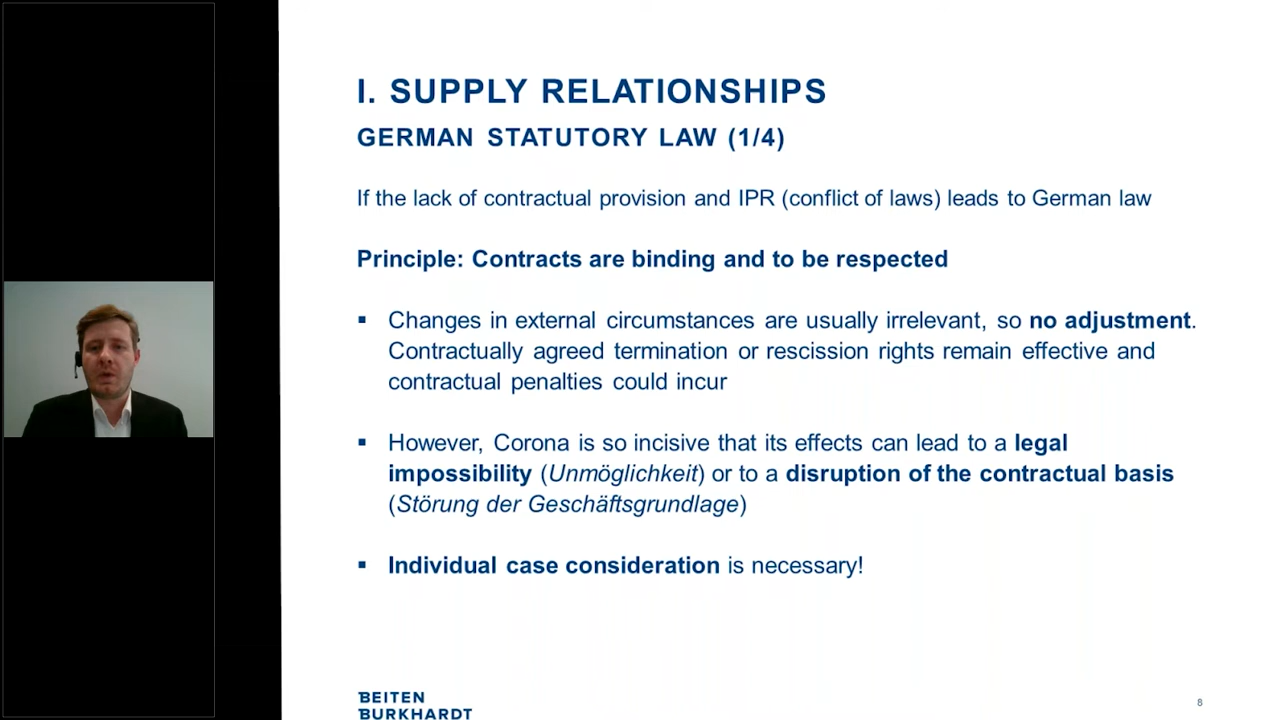 I. SUPPLY RELATIONSHIPS
GERMAN STATUTORY LAW (1/4)
If the lack of contractual provision and IPR (conflict of laws) leads to German law
Principle: Contracts are binding and to be respected
▪ Changes in external circumstances are usually irrelevant, so no adjustment.
Contractually agreed termination or rescission rights remain effective and
contractual penalties could incur
▪ However, Corona is so incisive that its effects can lead to a legal
impossibility (Unmöglichkeit) or to a disruption of the contractual basis
(Störung der Geschäftsgrundlage)
▪ Individual case consideration is necessary!
BEITEN
BURKHARDT
8